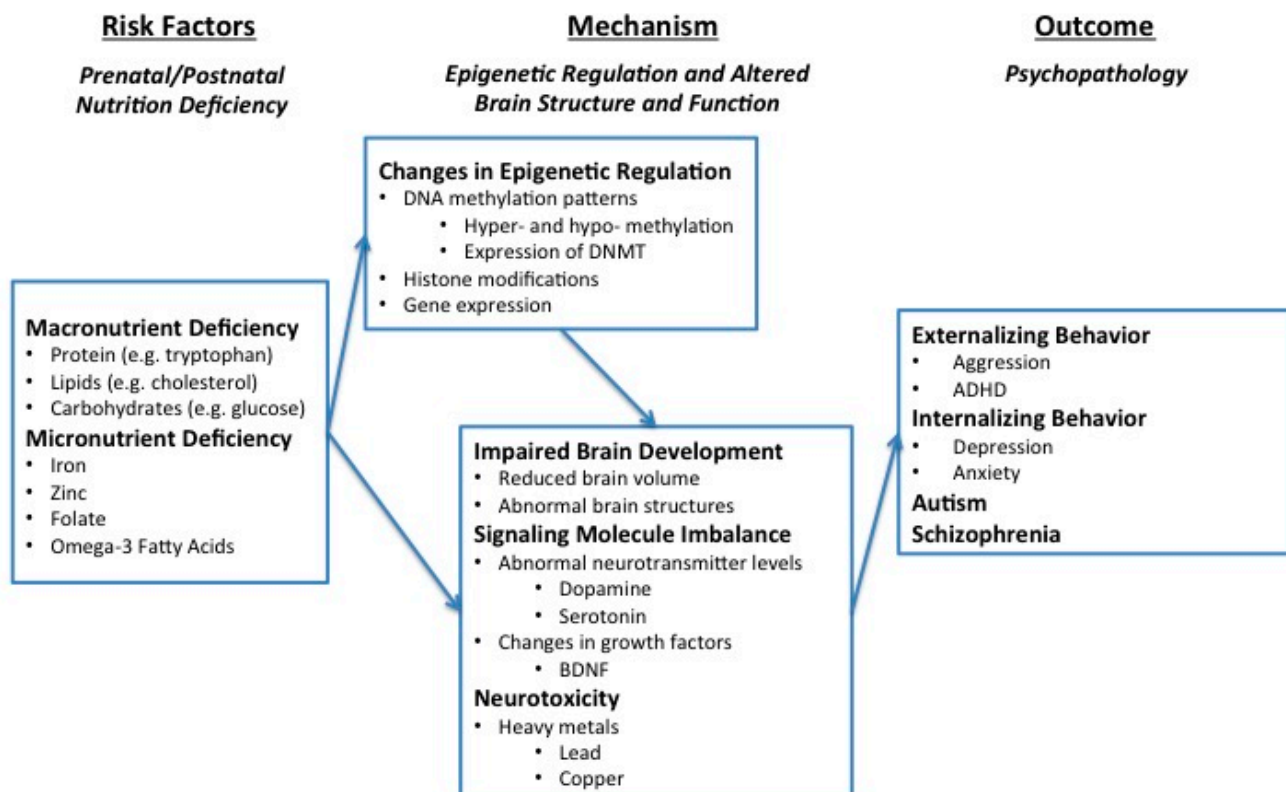 Risk Factors
Prenatal/Postnatal
Nutrition Deficiency
Macronutrient Deficiency
• Protein (e.g. tryptophan)
• Lipids (e.g. cholesterol)
• Carbohydrates (e.g. glucose)
Micronutrient Deficiency
• Iron
• Zinc
• Folate
• Omega-3 Fatty Acids
Mechanism
Epigenetic Regulation and Altered
Brain Structure and Function
Changes in Epigenetic Regulation
• DNA methylation patterns
• Hyper- and hypo- methylation
• Expression of DNMT
• Histone modifications
• Gene expression
Impaired Brain Development
• Reduced brain volume
• Abnormal brain structures
Signaling Molecule Imbalance
• Abnormal neurotransmitter levels
• Dopamine
• Serotonin
• Changes in growth factors
• BDNF
Neurotoxicity
• Heavy metals
• Lead
• Copper
Outcome
Psychopathology
Externalizing Behavior
• Aggression
• ADHD
Internalizing Behavior
• Depression
• Anxiety
Autism
Schizophrenia